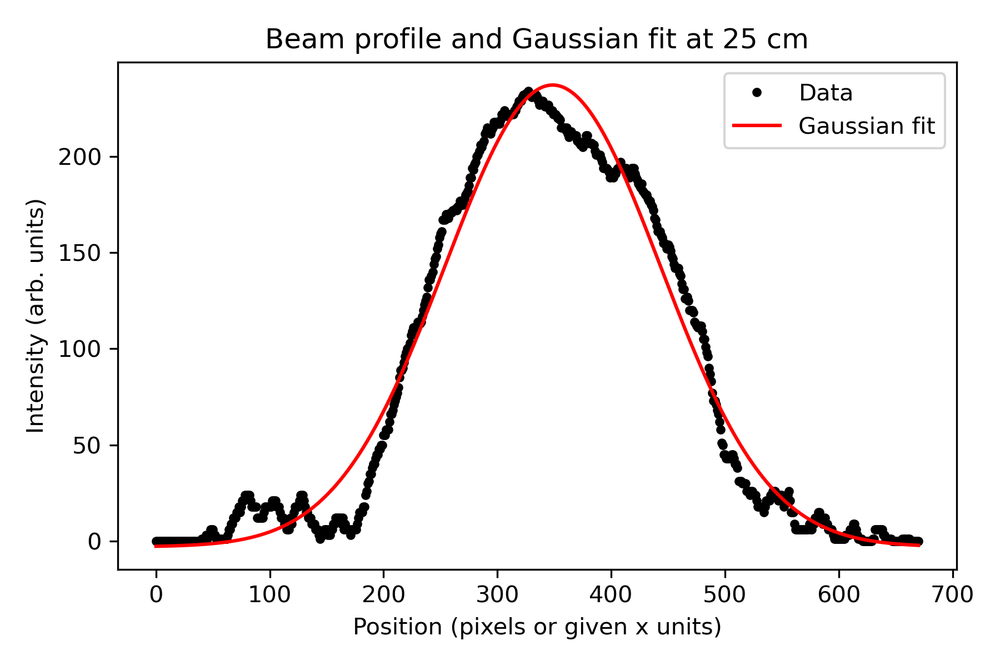 Beam profile and Gaussian fit at 25 cm
Data
Gaussian fit
Intensity (arb. units)
200
150
100
50
0
0 100 200 300 400 500 600 700
Position (pixels or given x units)